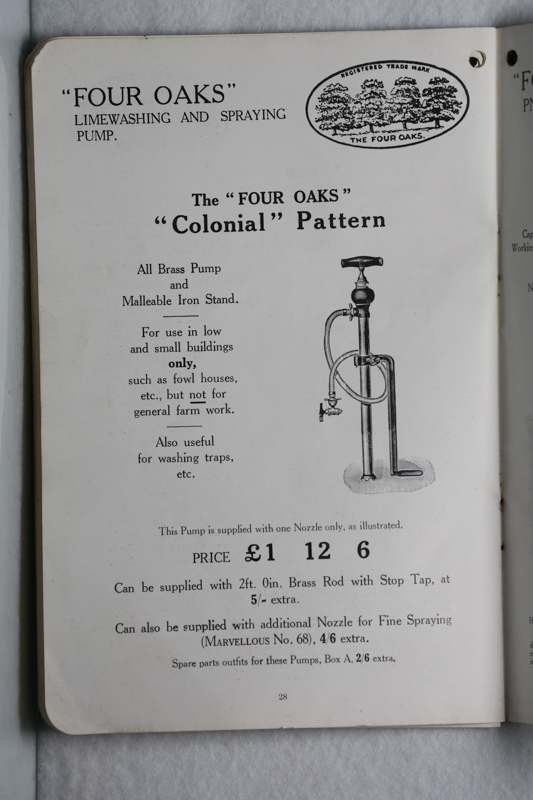 "FOUR OAKS"
LIMEWASHING AND SPRAYING
PUMP.
REGISTERED TRADE MARK
THE FOUR OAKS.
The "FOUR OAKS"
"Colonial" Pattern
All Brass Pump
and
Malleable Iron Stand.
For use in low
and small buildings
only,
such as fowl houses,
etc., but not for
general farm work.
Also useful
for washing traps,
etc.
This Pump is supplied with one Nozzle only, as illustrated.
PRICE £1 12 6
Can be supplied with 2ft. 0in. Brass Rod with Stop Tap, at
5/- extra.
Can also be supplied with additional Nozzle for Fine Spraying
(MARVELLOUS No. 68), 4/6 extra.
Spare parts outfits for these Pumps, Box A, 2/6 extra.
28